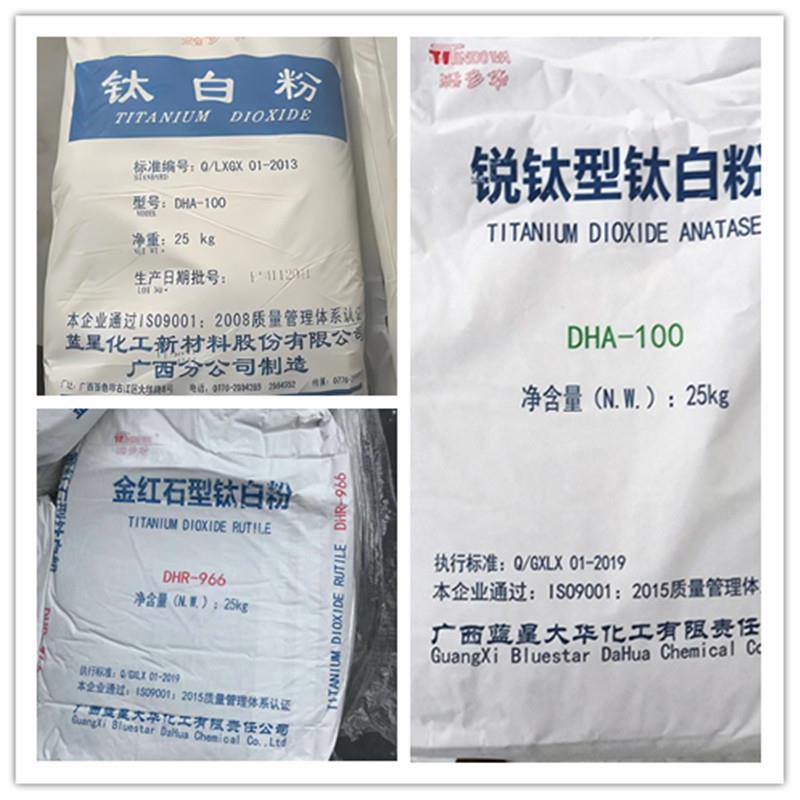 钛白粉
TITANIUM DIOXIDE
标准编号: Q/LXGX 01-2013
STANDARD
型号: DHA-100
MODEL
净重: 25 kg
生产日期批号:
本企业通过ISO9001: 2008质量管理体系认证
蓝星化工新材料股份有限公司
广西分公司制造
金红石型钛白粉
TITANIUM DIOXIDE RUTILE
DHR-966
净含量 (N.W.): 25kg
执行标准: Q/GXLX 01-2019
本企业通过: ISO9001: 2015质量管理体系认证
广西蓝星大华化工有限责任公司
GuangXi Bluestar DaHua Chemical Co.,Ltd
TITANIUM DIOXIDE RUTILE DHR-966
锐钛型钛白粉
TITANIUM DIOXIDE ANATASE
DHA-100
净含量 (N.W.): 25kg
执行标准: Q/GXLX 01-2019
本企业通过: ISO9001: 2015质量管理体
广西蓝星大华化工有限责任
GuangXi Bluestar DaHua Chemical Co